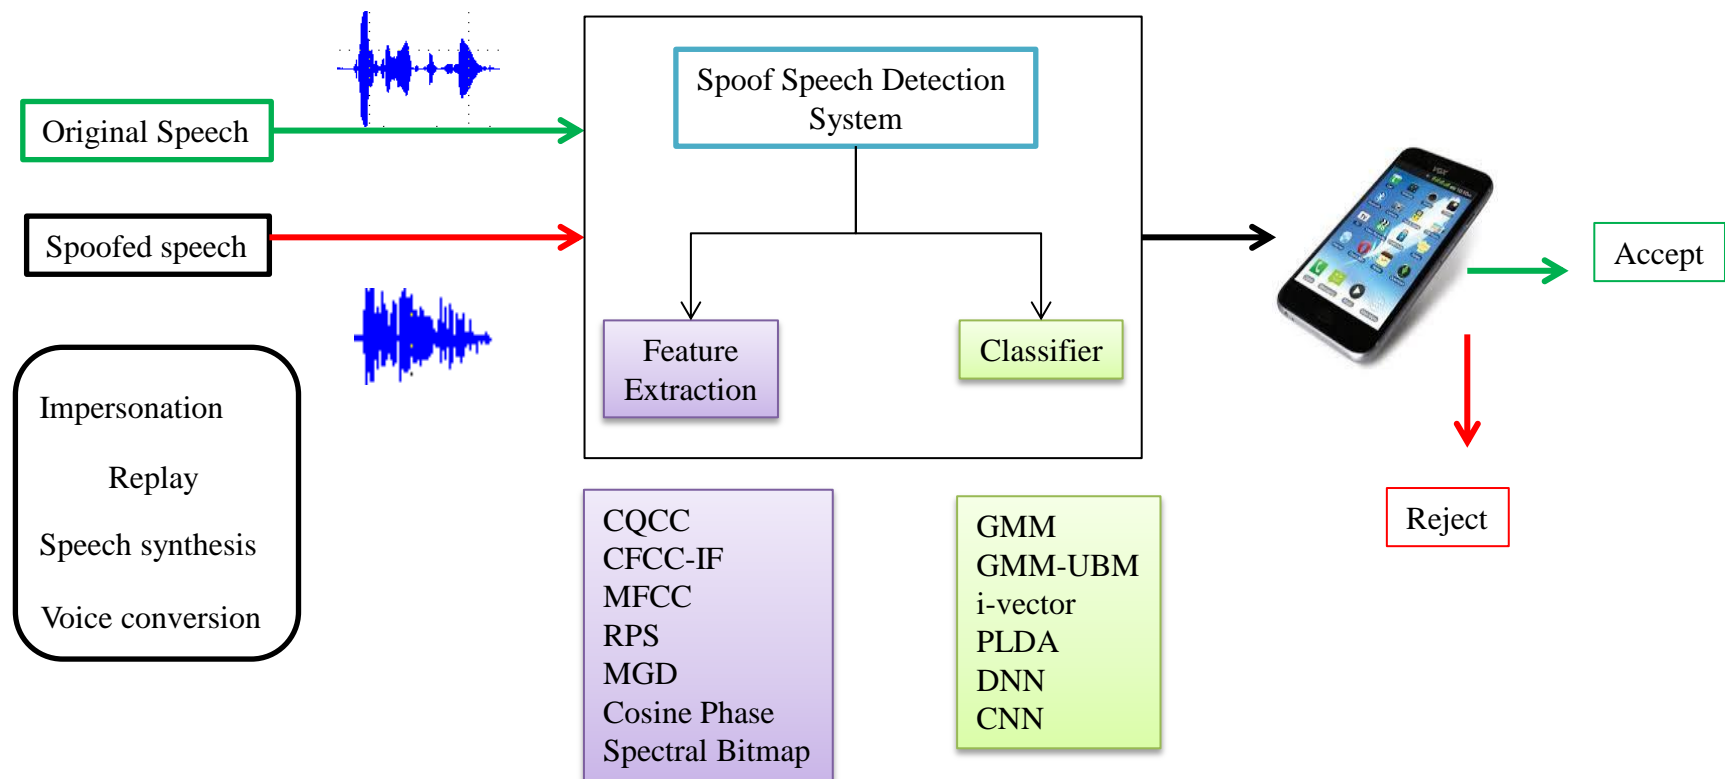 Original Speech
Spoofed speech
Impersonation
Replay
Speech synthesis
Voice conversion
Spoof Speech Detection
System
Feature
Extraction
Classifier
CQCC
CFCC-IF
MFCC
RPS
MGD
Cosine Phase
Spectral Bitmap
GMM
GMM-UBM
i-vector
PLDA
DNN
CNN
Accept
Reject